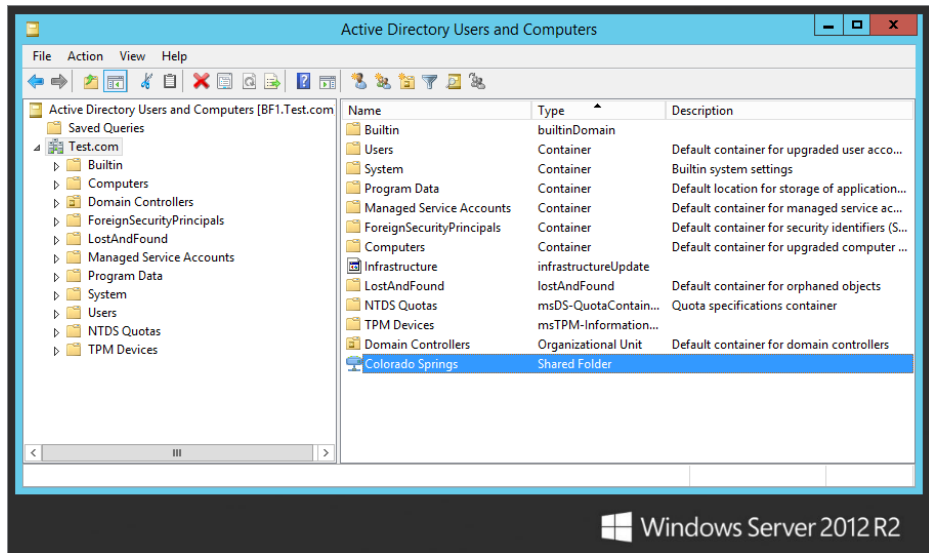 Active Directory Users and Computers
File Action View Help
Active Directory Users and Computers [BF1.Test.com
Saved Queries
Test.com
Builtin
Computers
Domain Controllers
ForeignSecurityPrincipals
LostAndFound
Managed Service Accounts
Program Data
System
Users
NTDS Quotas
TPM Devices
Name Type Description
Builtin builtinDomain
Users Container Default container for upgraded user acco...
System Container Builtin system settings
Program Data Container Default location for storage of application...
Managed Service Accounts Container Default container for managed service ac...
ForeignSecurityPrincipals Container Default container for security identifiers (S...
Computers Container Default container for upgraded computer ...
Infrastructure infrastructureUpdate
LostAndFound lostAndFound Default container for orphaned objects
NTDS Quotas msDS-QuotaContain... Quota specifications container
TPM Devices msTPM-Information...
Domain Controllers Organizational Unit Default container for domain controllers
Colorado Springs Shared Folder
Windows Server 2012 R2